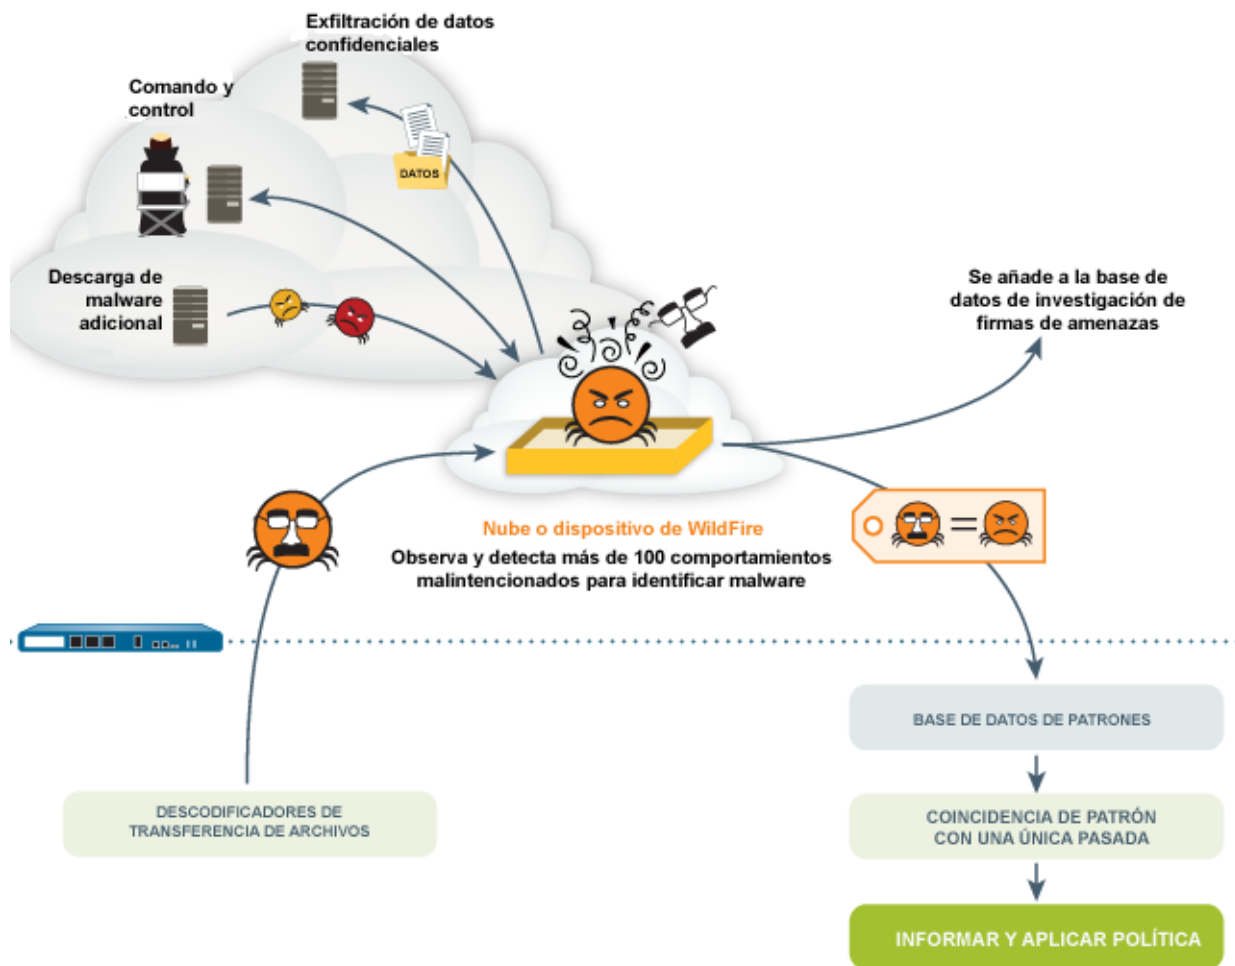 Exfiltración de datos
confidenciales
Comando y
control
DATOS
Descarga de
malware
adicional
Se añade a la base de
datos de investigación de
firmas de amenazas
Nube o dispositivo de WildFire
Observa y detecta más de 100 comportamientos
malintencionados para identificar malware
BASE DE DATOS DE PATRONES
DESCODIFICADORES DE
TRANSFERENCIA DE ARCHIVOS
COINCIDENCIA DE PATRÓN
CON UNA ÚNICA PASADA
INFORMAR Y APLICAR POLÍTICA